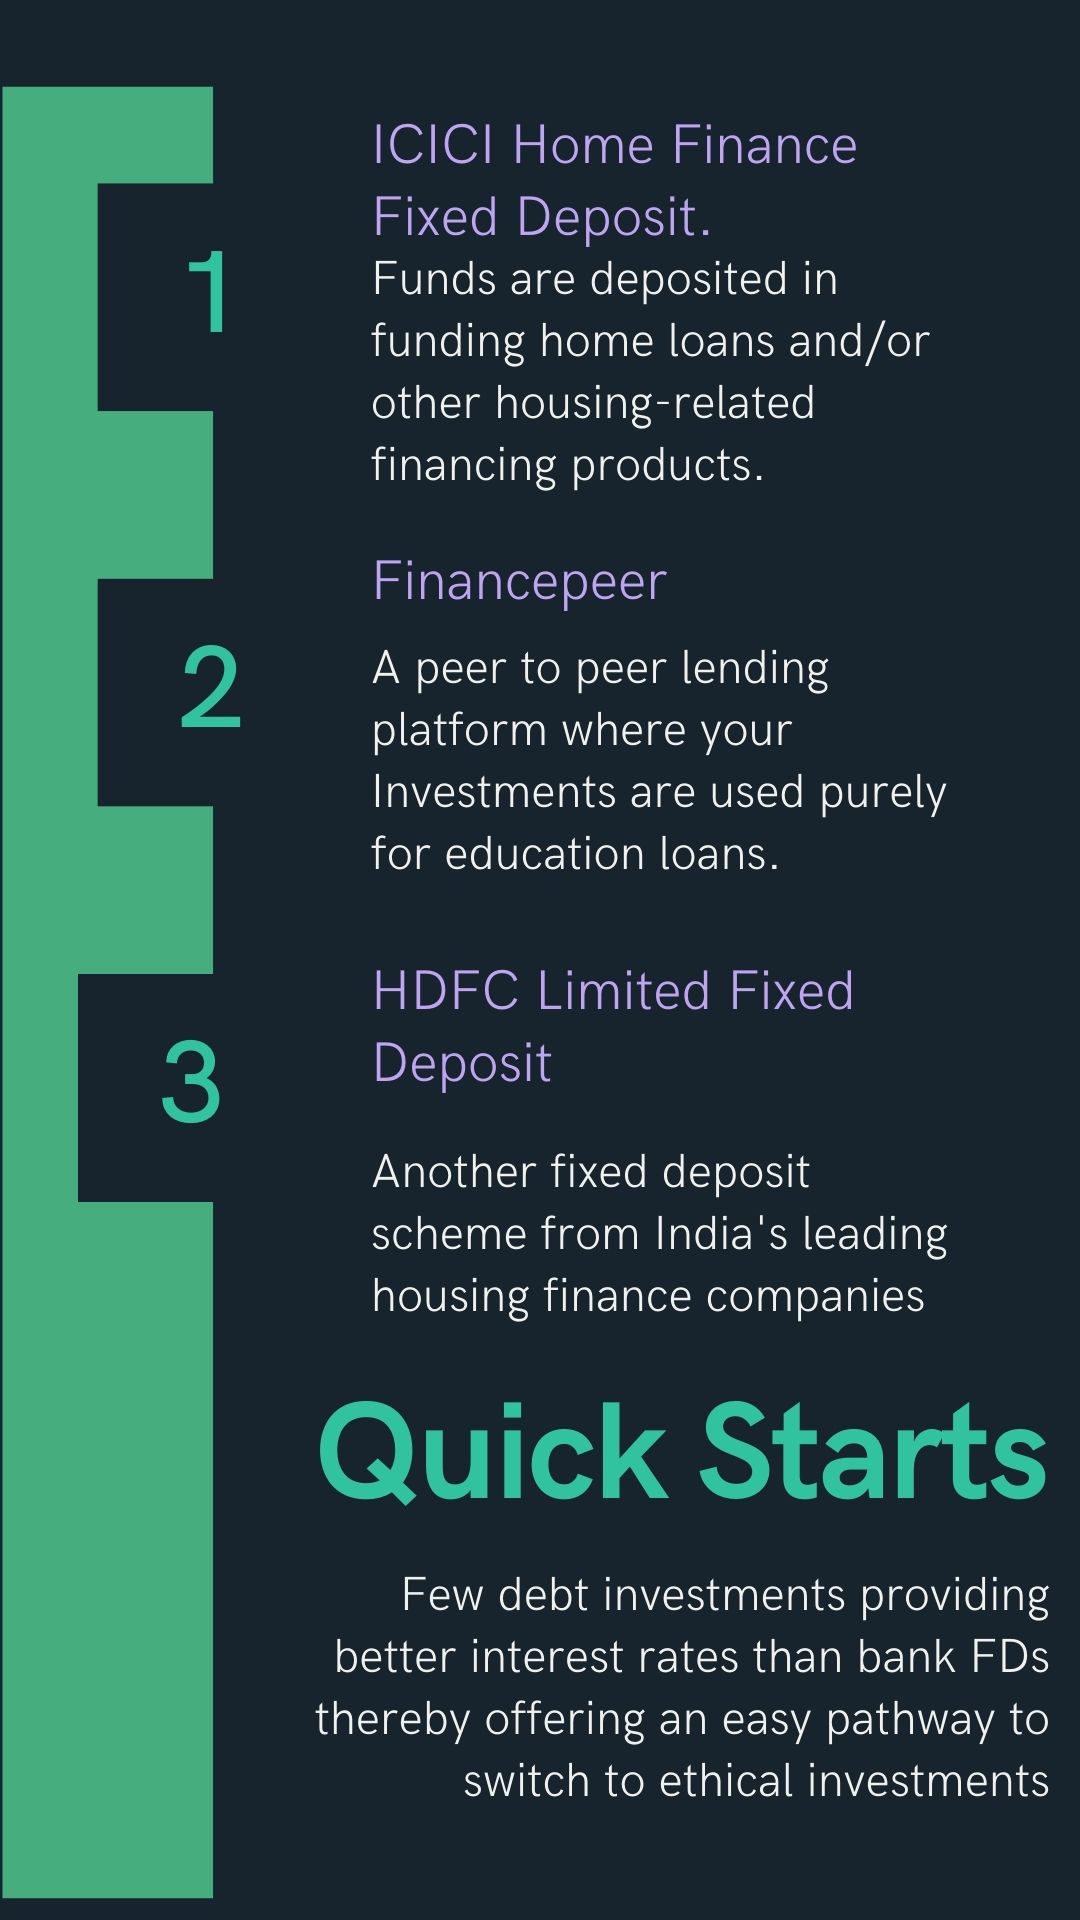 1
ICICI Home Finance
Fixed Deposit.
Funds are deposited in
funding home loans and/or
other housing-related
financing products.
2
Financepeer
A peer to peer lending
platform where your
Investments are used purely
for education loans.
3
HDFC Limited Fixed
Deposit
Another fixed deposit
scheme from India's leading
housing finance companies
Quick Starts
Few debt investments providing
better interest rates than bank FDs
thereby offering an easy pathway to
switch to ethical investments